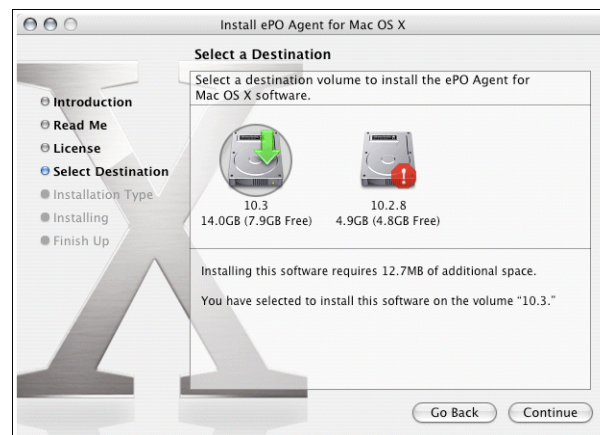 Install ePO Agent for Mac OS X
Select a Destination
Select a destination volume to install the ePO Agent for
Mac OS X software.
Introduction
Read Me
License
Select Destination
Installation Type
Installing
Finish Up
10.3
14.0GB (7.9GB Free)
10.2.8
4.9GB (4.8GB Free)
Installing this software requires 12.7MB of additional space.
You have selected to install this software on the volume “10.3.”
Go Back
Continue